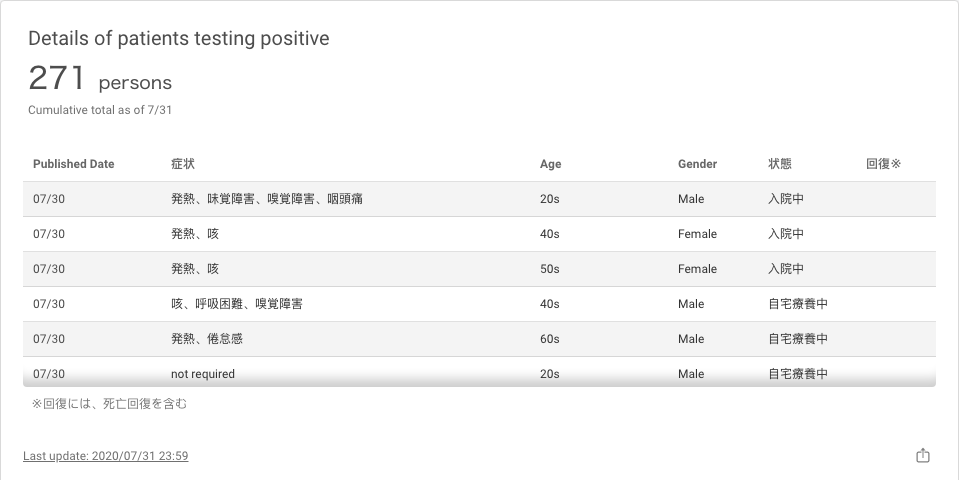 Details of patients testing positive
271 persons
Cumulative total as of 7/31
Published Date 症状 Age Gender 状態 回復※
07/30 発熱、味覚障害、嗅覚障害、咽頭痛 20s Male 入院中
07/30 発熱、咳 40s Female 入院中
07/30 発熱、咳 50s Female 入院中
07/30 咳、呼吸困難、嗅覚障害 40s Male 自宅療養中
07/30 発熱、倦怠感 60s Male 自宅療養中
07/30 not required 20s Male 自宅療養中
※回復には、死亡回復を含む
Last update: 2020/07/31 23:59